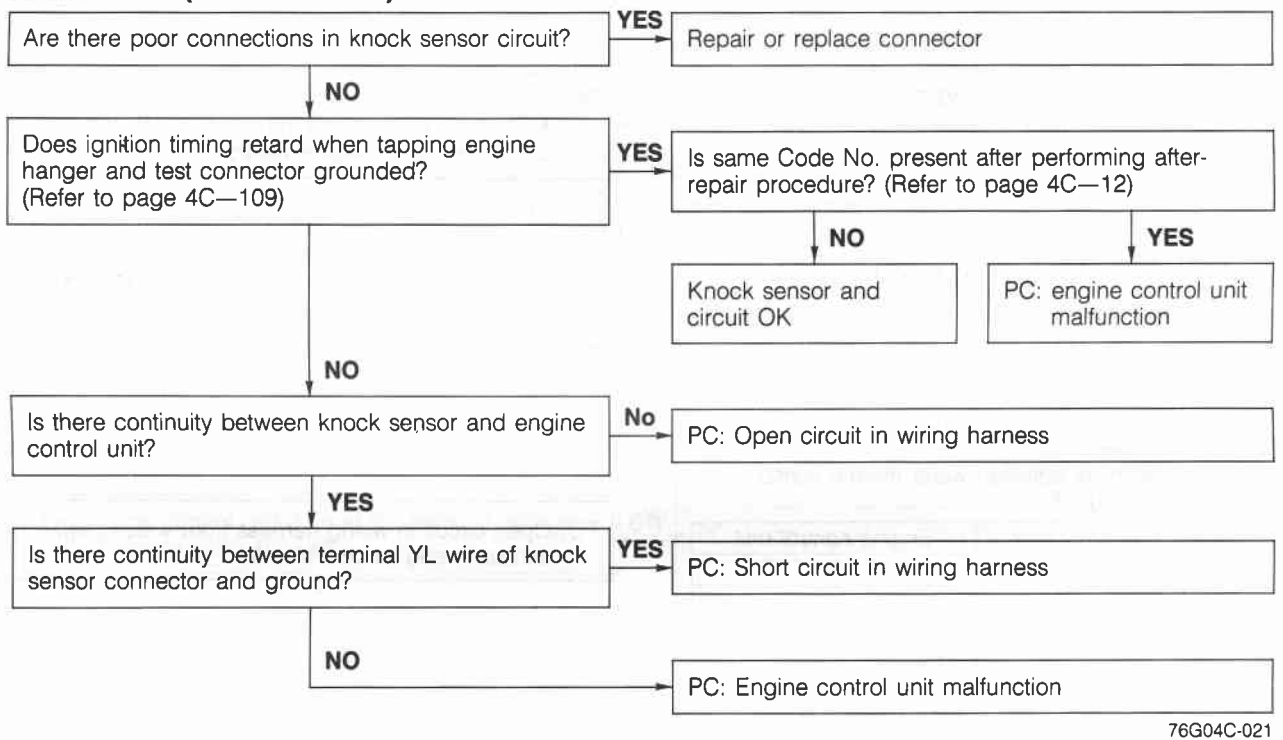 Are there poor connections in knock sensor circuit?
YES
Repair or replace connector
NO
Does ignition timing retard when tapping engine
hanger and test connector grounded?
(Refer to page 4C—109)
YES
Is same Code No. present after performing after-
repair procedure? (Refer to page 4C—12)
NO
YES
Knock sensor and
circuit OK
PC: engine control unit
malfunction
NO
Is there continuity between knock sensor and engine
control unit?
No
PC: Open circuit in wiring harness
YES
Is there continuity between terminal YL wire of knock
sensor connector and ground?
YES
PC: Short circuit in wiring harness
NO
PC: Engine control unit malfunction
76G04C-021